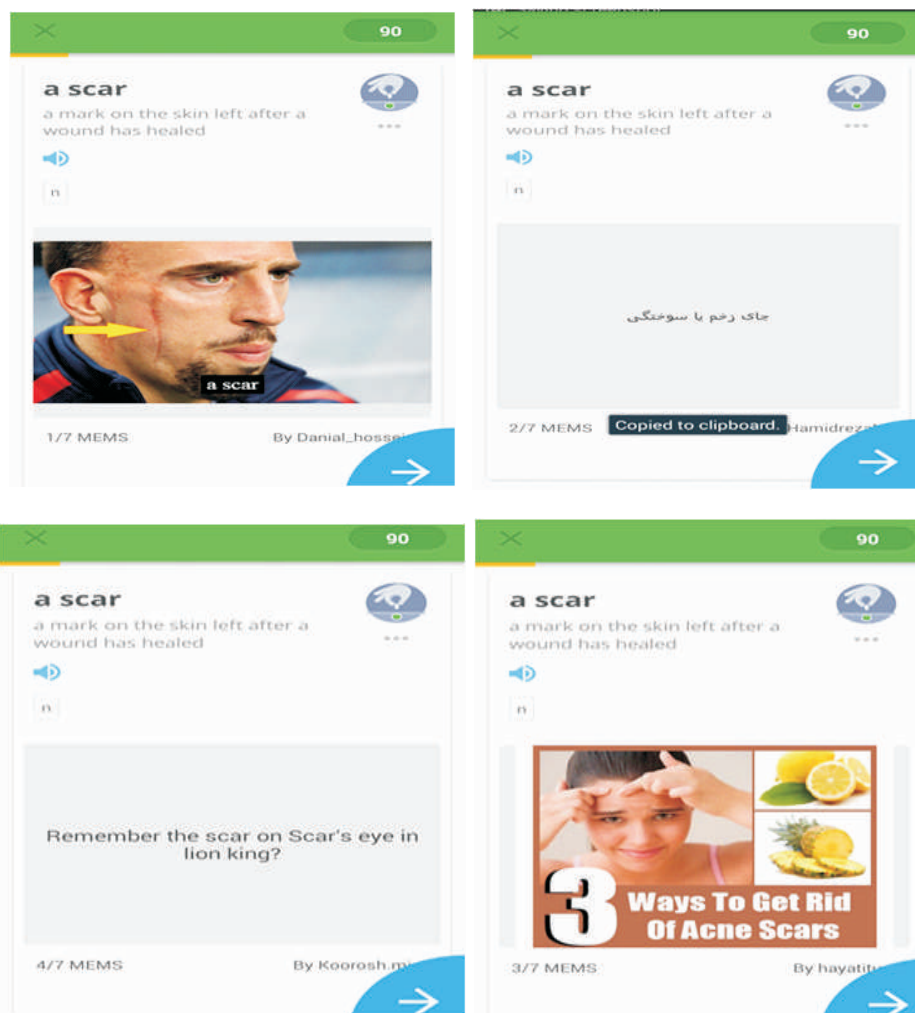 90
a scar
a mark on the skin left after a
wound has healed
n
a scar
1/7 MEMS By Danial_hossei
90
a scar
a mark on the skin left after a
wound has healed
n
جای زخم یا سوختگی
2/7 MEMS Copied to clipboard. Hamidreza
90
a scar
a mark on the skin left after a
wound has healed
n
Remember the scar on Scar's eye in
lion king?
4/7 MEMS By Koorosh.m
90
a scar
a mark on the skin left after a
wound has healed
n
3 Ways To Get Rid
Of Acne Scars
3/7 MEMS By hayatit